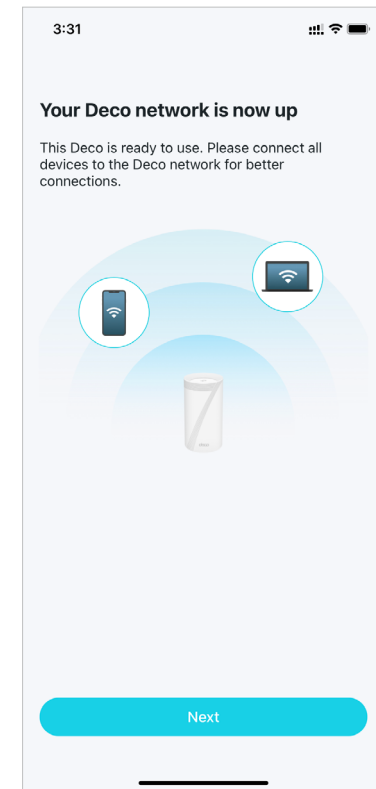 3:31
Your Deco network is now up
This Deco is ready to use. Please connect all
devices to the Deco network for better
connections.
Next